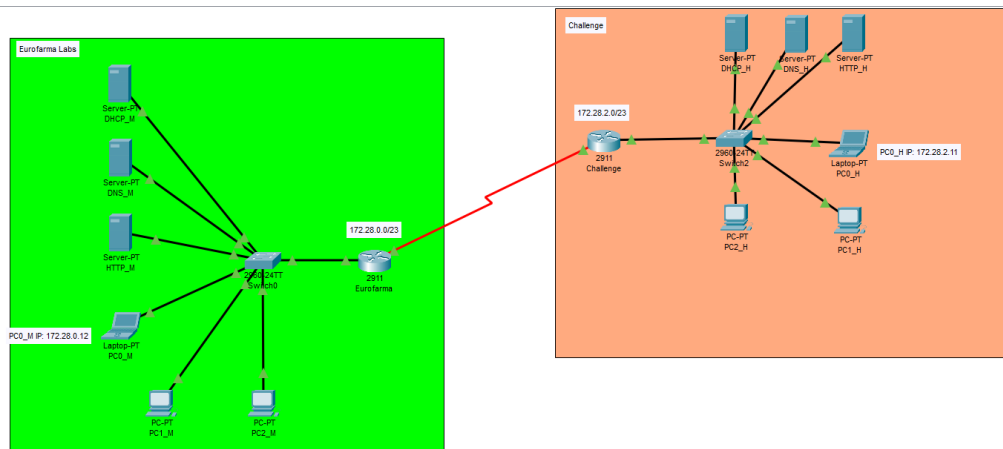 Eurofarma Labs
Server-PT
DHCP_M
Server-PT
DNS_M
Server-PT
HTTP_M
PC0_M IP: 172.28.0.12
Laptop-PT
PC0_M
PC-PT
PC1_M
PC-PT
PC2_M
2960-24TT
Switch0
172.28.0.0/23
2911
Eurofarma
Challenge
Server-PT
DHCP_H
Server-PT
DNS_H
Server-PT
HTTP_H
172.28.2.0/23
2911
Challenge
2960-24TT
Switch2
Laptop-PT
PC0_H
PC0_H IP: 172.28.2.11
PC-PT
PC2_H
PC-PT
PC1_H